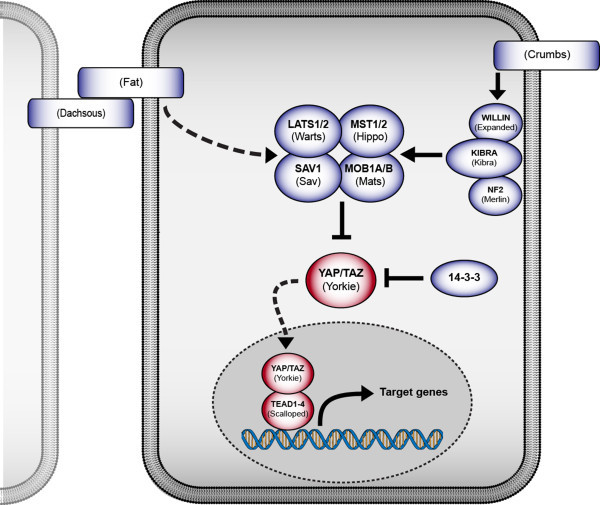 (Crumbs)
(Fat)
(Dachsous)
LATS1/2
(Warts)
MST1/2
(Hippo)
SAV1
(Sav)
MOB1A/B
(Mats)
WILLIN
(Expanded)
KIBRA
(Kibra)
NF2
(Merlin)
YAP/TAZ
(Yorkie)
14-3-3
YAP/TAZ
(Yorkie)
TEAD1-4
(Scalloped)
Target genes